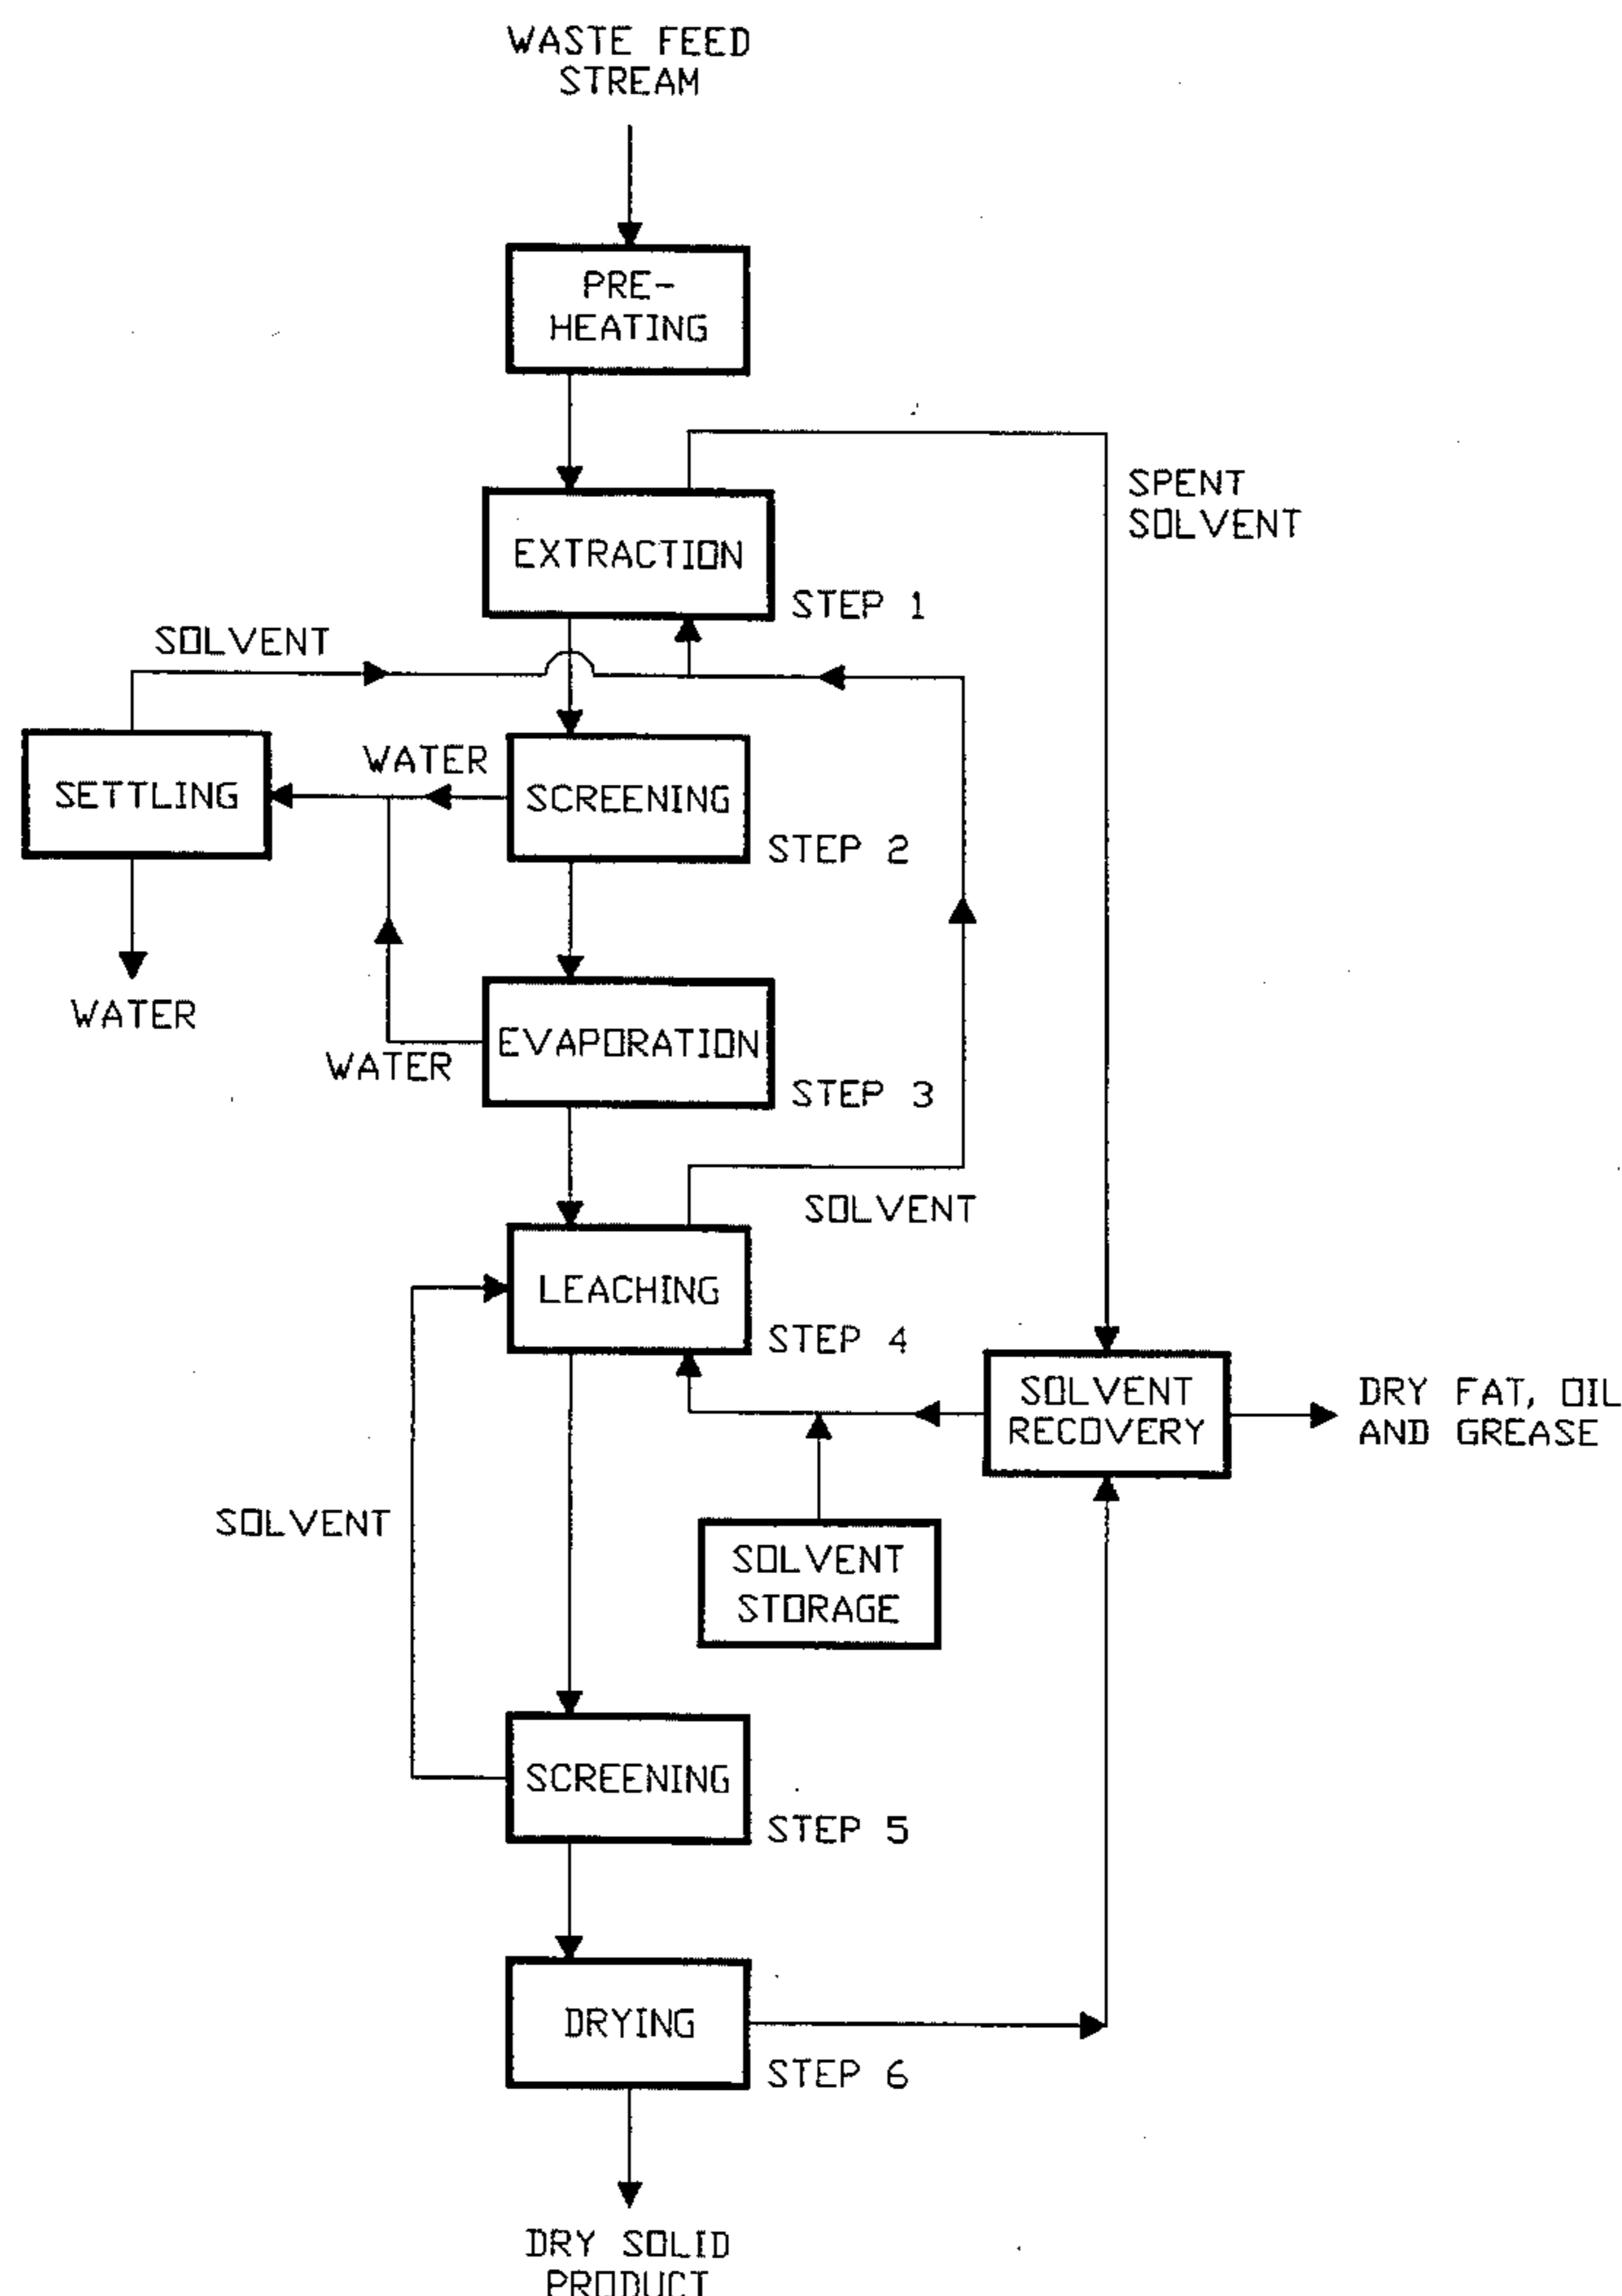 WASTE FEED
STREAM
PRE-
HEATING
SPENT
SOLVENT
EXTRACTION
STEP 1
SOLVENT
WATER
SETTLING
SCREENING
STEP 2
WATER
EVAPORATION
WATER
STEP 3
SOLVENT
LEACHING
STEP 4
SOLVENT
RECOVERY
DRY FAT, OIL
AND GREASE
SOLVENT
SOLVENT
STORAGE
SCREENING
STEP 5
DRYING
STEP 6
DRY SOLID
PRODUCT